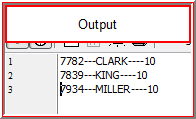 Output
1 7782---CLARK----10
2 7839---KING----10
3 7934---MILLER----10